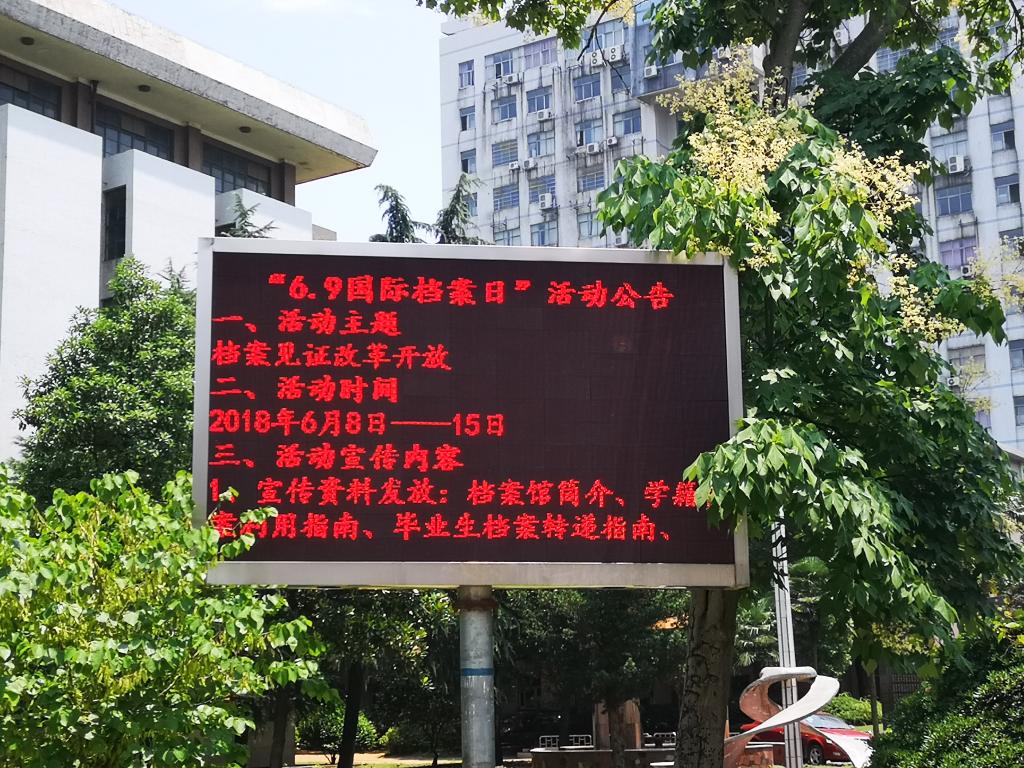 “6.9国际档案日”活动公告
一、活动主题
档案见证改革开放
二、活动时间
2018年6月8日——15日
三、活动宣传内容
1、宣传资料发放：档案馆简介、学籍
案利用指南、毕业生档案转递指南、